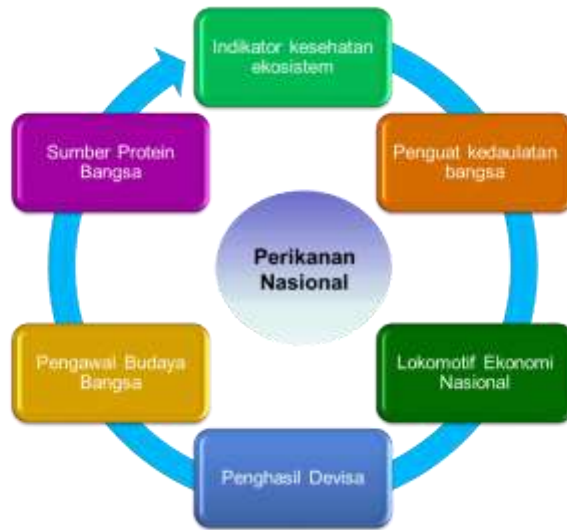 Indikator kesehatan
ekosistem
Penguat kedaulatan
bangsa
Lokomotif Ekonomi
Nasional
Penghasil Devisa
Pengawal Budaya
Bangsa
Sumber Protein
Bangsa
Perikanan
Nasional